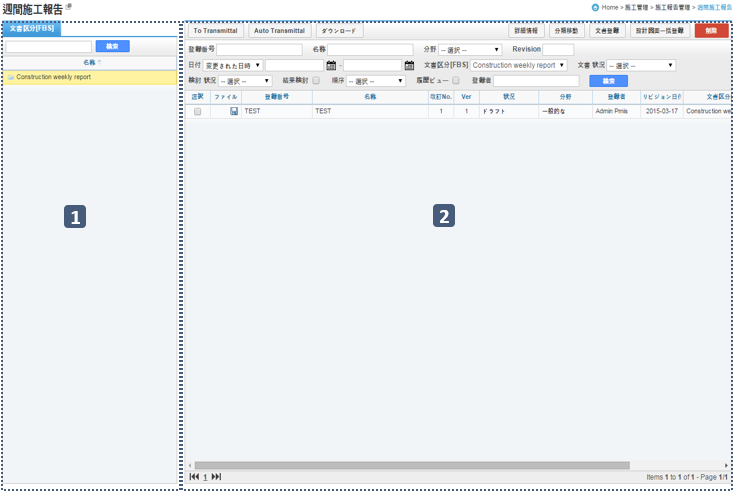 週間施工報告
Home > 施工管理 > 施工報告管理 > 週間施工報告
文書区分[FBS]
検索
名称
Construction weekly report
1
To Transmittal Auto Transmittal ダウンロード 詳細情報 分類移動 文書登録 設計図面一括登録 削除
登録番号 名称 分野 -- 選択 -- Revision
日付 変更された日時 - 文書区分[FBS] Construction weekly report 文書 状況 -- 選択 --
検討 状況 -- 選択 -- 結果検討 順序 -- 選択 -- 履歴ビュー 登録者 検索
選択 ファイル 登録番号 名称 改訂No. Ver 状況 分野 登録者 リビジョン日付 文書区分
TEST TEST 1 1 ドラフト 一般的な Admin Pmis 2015-03-17 Construction we
2
1 Items 1 to 1 of 1 - Page 1/1